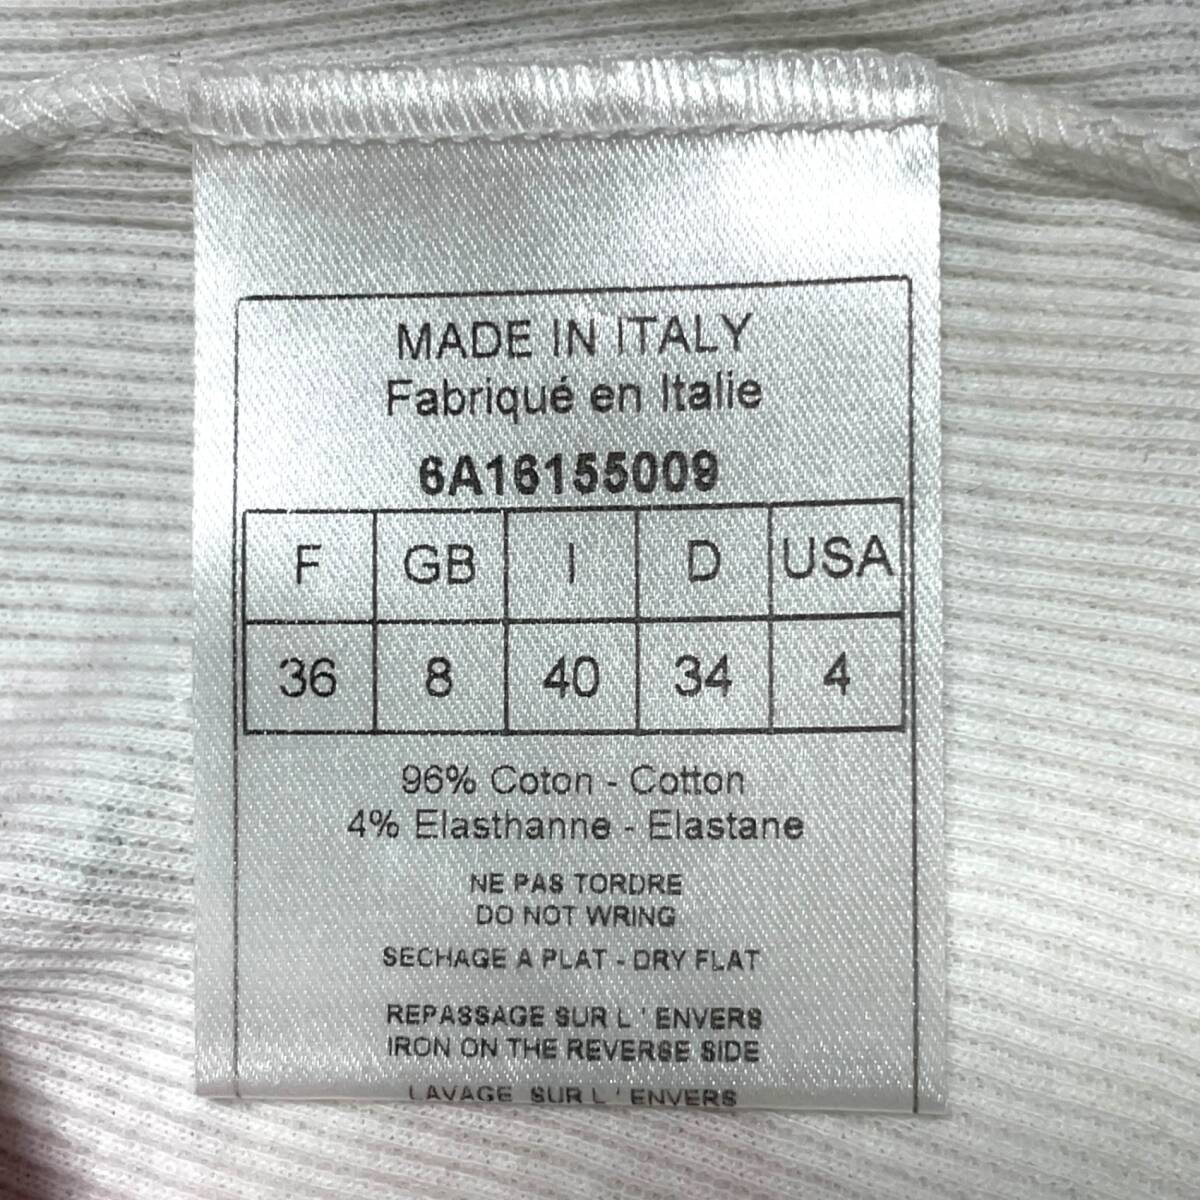 MADE IN ITALY
Fabriqué en Italie
6A16155009
F GB I D USA
36 8 40 34 4
96% Coton - Cotton
4% Elasthanne - Elastane
NE PAS TORDRE
DO NOT WRING
SECHAGE A PLAT - DRY FLAT
REPASSAGE SUR L ' ENVERS
IRON ON THE REVERSE SIDE
LAVAGE SUR L ' ENVERS